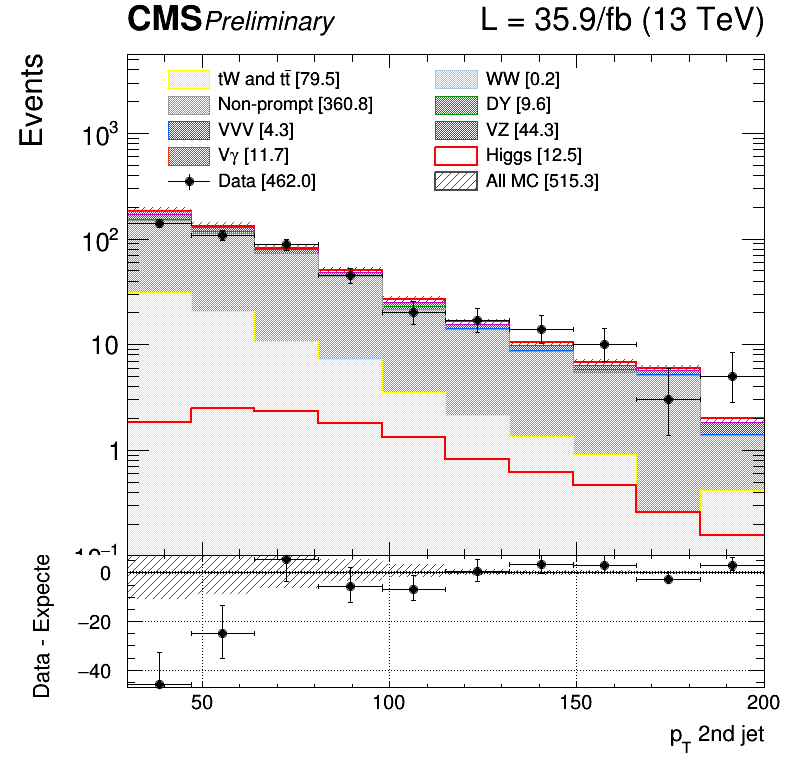 CMS Preliminary L = 35.9/fb (13 TeV)
Events
tW and tt̄ [79.5] WW [0.2]
Non-prompt [360.8] DY [9.6]
VVV [4.3] VZ [44.3]
Vγ [11.7] Higgs [12.5]
Data [462.0] All MC [515.3]
10³
10²
10
1
Data - Expecte
0
−20
−40
50 100 150 200
p_T 2nd jet